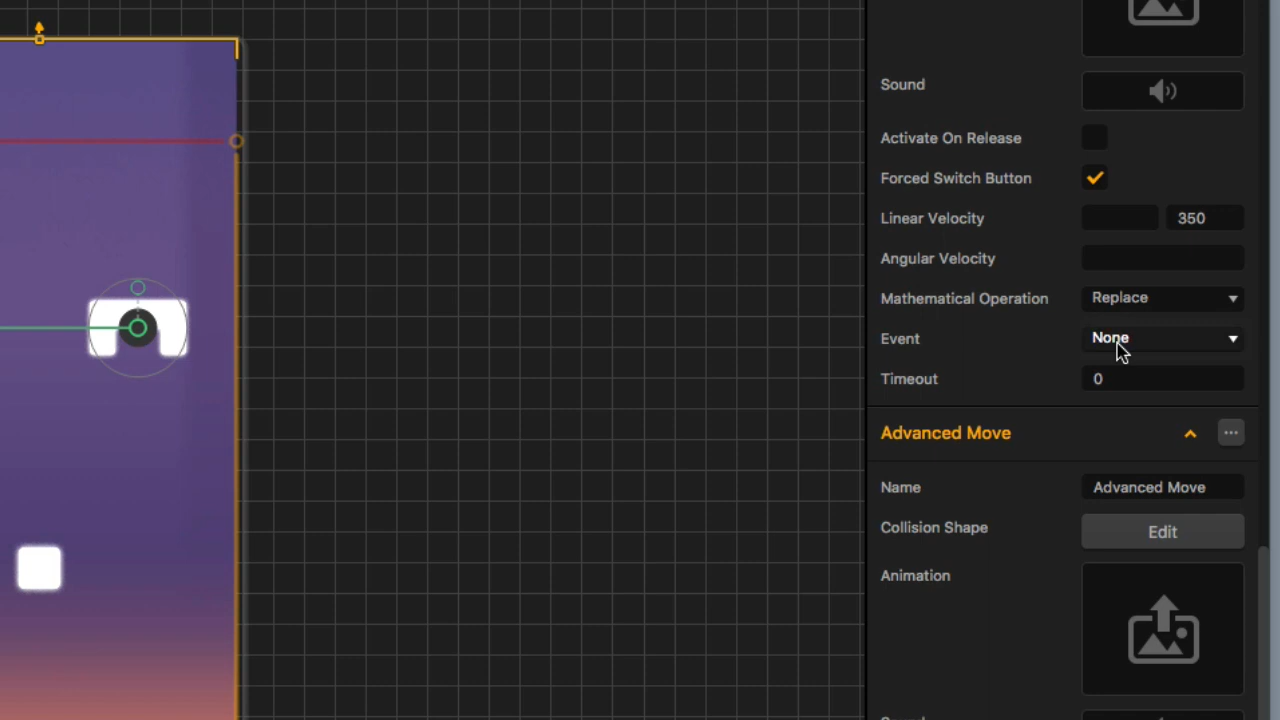 Sound
Activate On Release
Forced Switch Button
Linear Velocity 350
Angular Velocity
Mathematical Operation Replace
Event None
Timeout 0
Advanced Move
Name Advanced Move
Collision Shape Edit
Animation